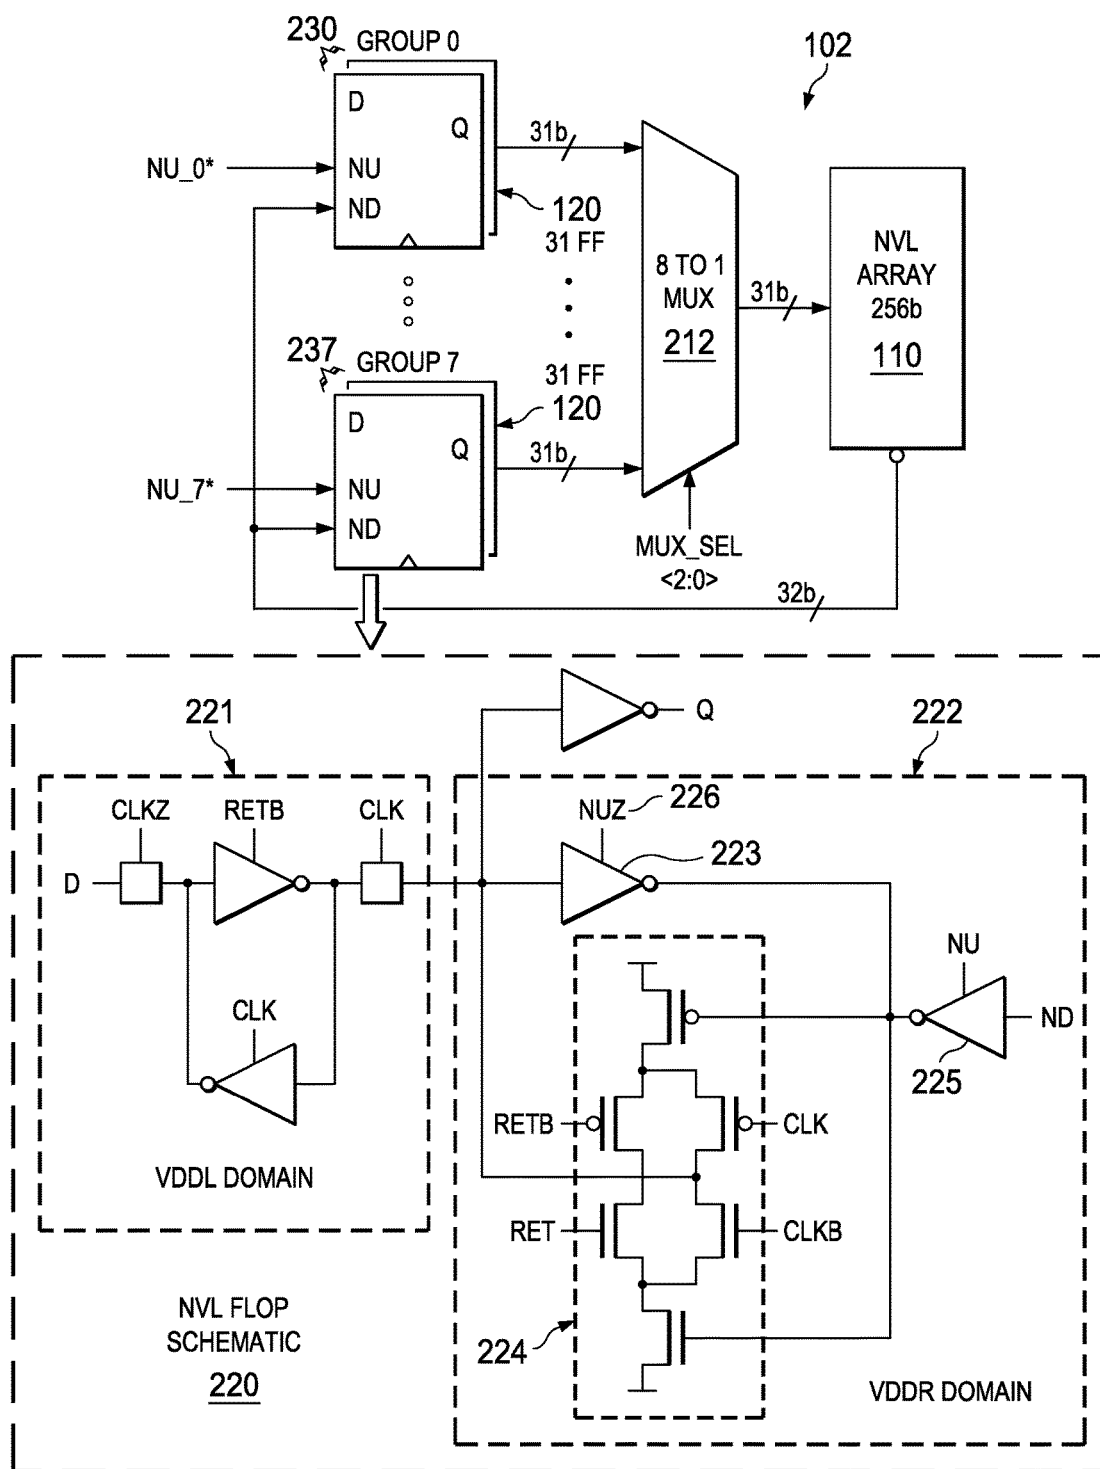 230
GROUP 0
102
D
Q
31b
NU_0*
NU
ND
120
31 FF
8 TO 1
MUX
212
31b
NVL
ARRAY
256b
110
237
GROUP 7
31 FF
120
D
Q
31b
NU_7*
NU
ND
MUX_SEL
<2:0>
32b
221
Q
222
CLKZ
RETB
CLK
NUZ
226
223
D
NU
CLK
ND
225
RETB
CLK
VDDL DOMAIN
RET
CLKB
NVL FLOP
SCHEMATIC
220
224
VDDR DOMAIN